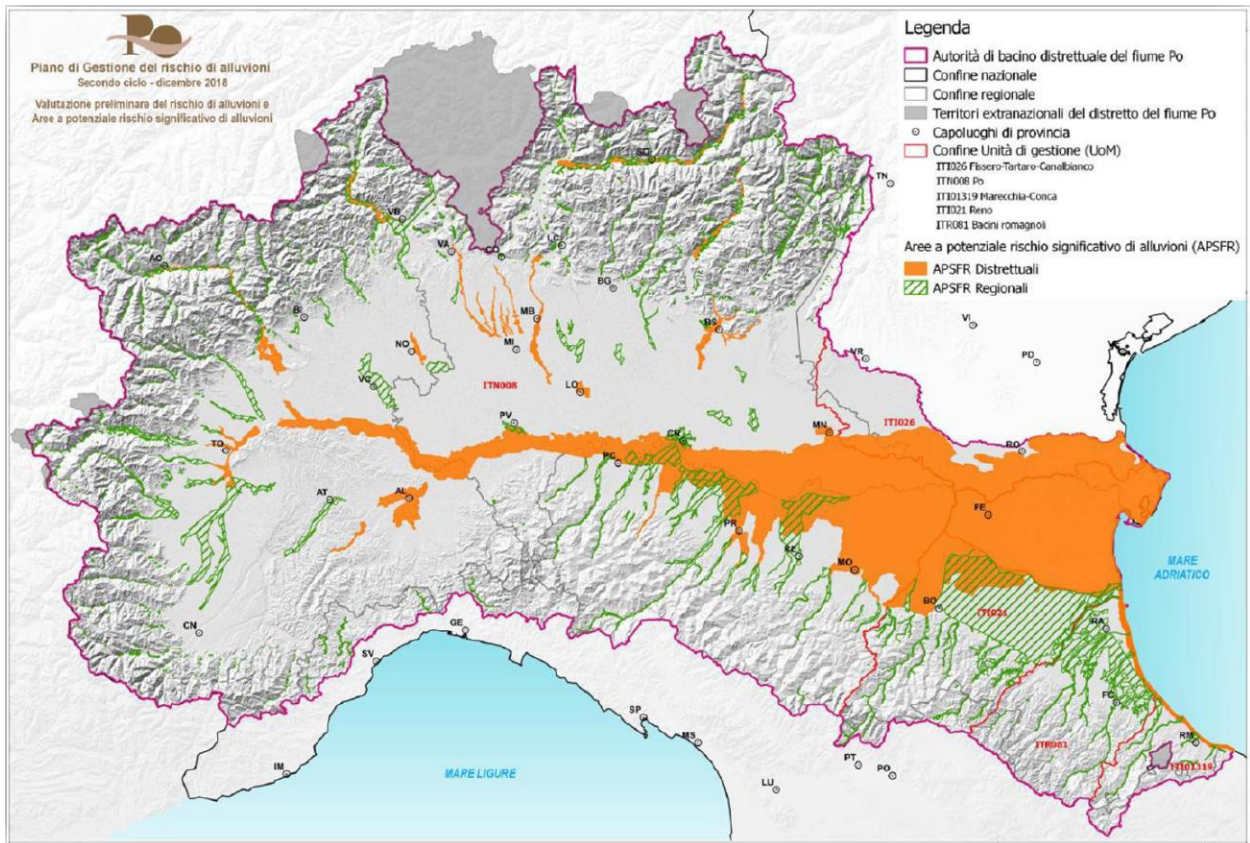 PO
Piano di Gestione del rischio di alluvioni
Secondo ciclo - dicembre 2018
Valutazione preliminare del rischio di alluvioni e
Aree a potenziale rischio significativo di alluvioni
Legenda
Autorità di bacino distrettuale del fiume Po
Confine nazionale
Confine regionale
Territori extranazionali del distretto del fiume Po
Capoluoghi di provincia
Confine Unità di gestione (UoM)
ITI026 Fissero-Tartaro-Canalbianco
ITN008 Po
ITI01319 Marecchia-Conca
ITI021 Reno
ITR081 Bacini romagnoli
Aree a potenziale rischio significativo di alluvioni (APSFR)
APSFR Distrettuali
APSFR Regionali
SO
TN
VB
VA
CO
LC
AO
BG
BI
MB
BS
VI
NO
MI
VR
PD
VC
ITN008
LO
PV
MN
ITI026
TO
CR
RO
PC
AT
AL
FE
PR
RE
MO
MARE
ADRIATICO
BO
ITI021
RA
CN
GE
SV
FC
SP
MS
RM
ITR081
ITI01319
IM
MARE LIGURE
LU
PT
PO